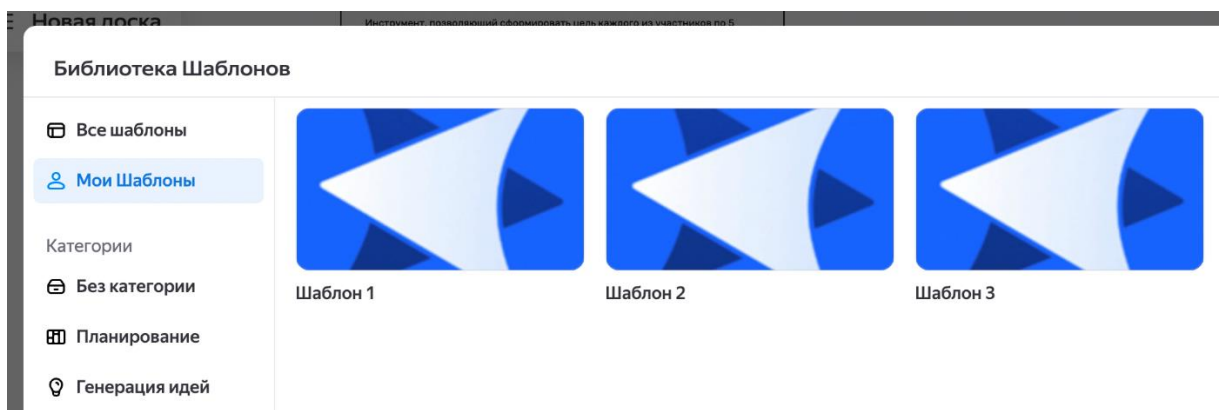 Новая доска
Инструмент, позволяющий сформировать цель каждого из участников по 5
Библиотека Шаблонов
Все шаблоны
Мои Шаблоны
Категории
Без категории
Планирование
Генерация идей
Шаблон 1
Шаблон 2
Шаблон 3